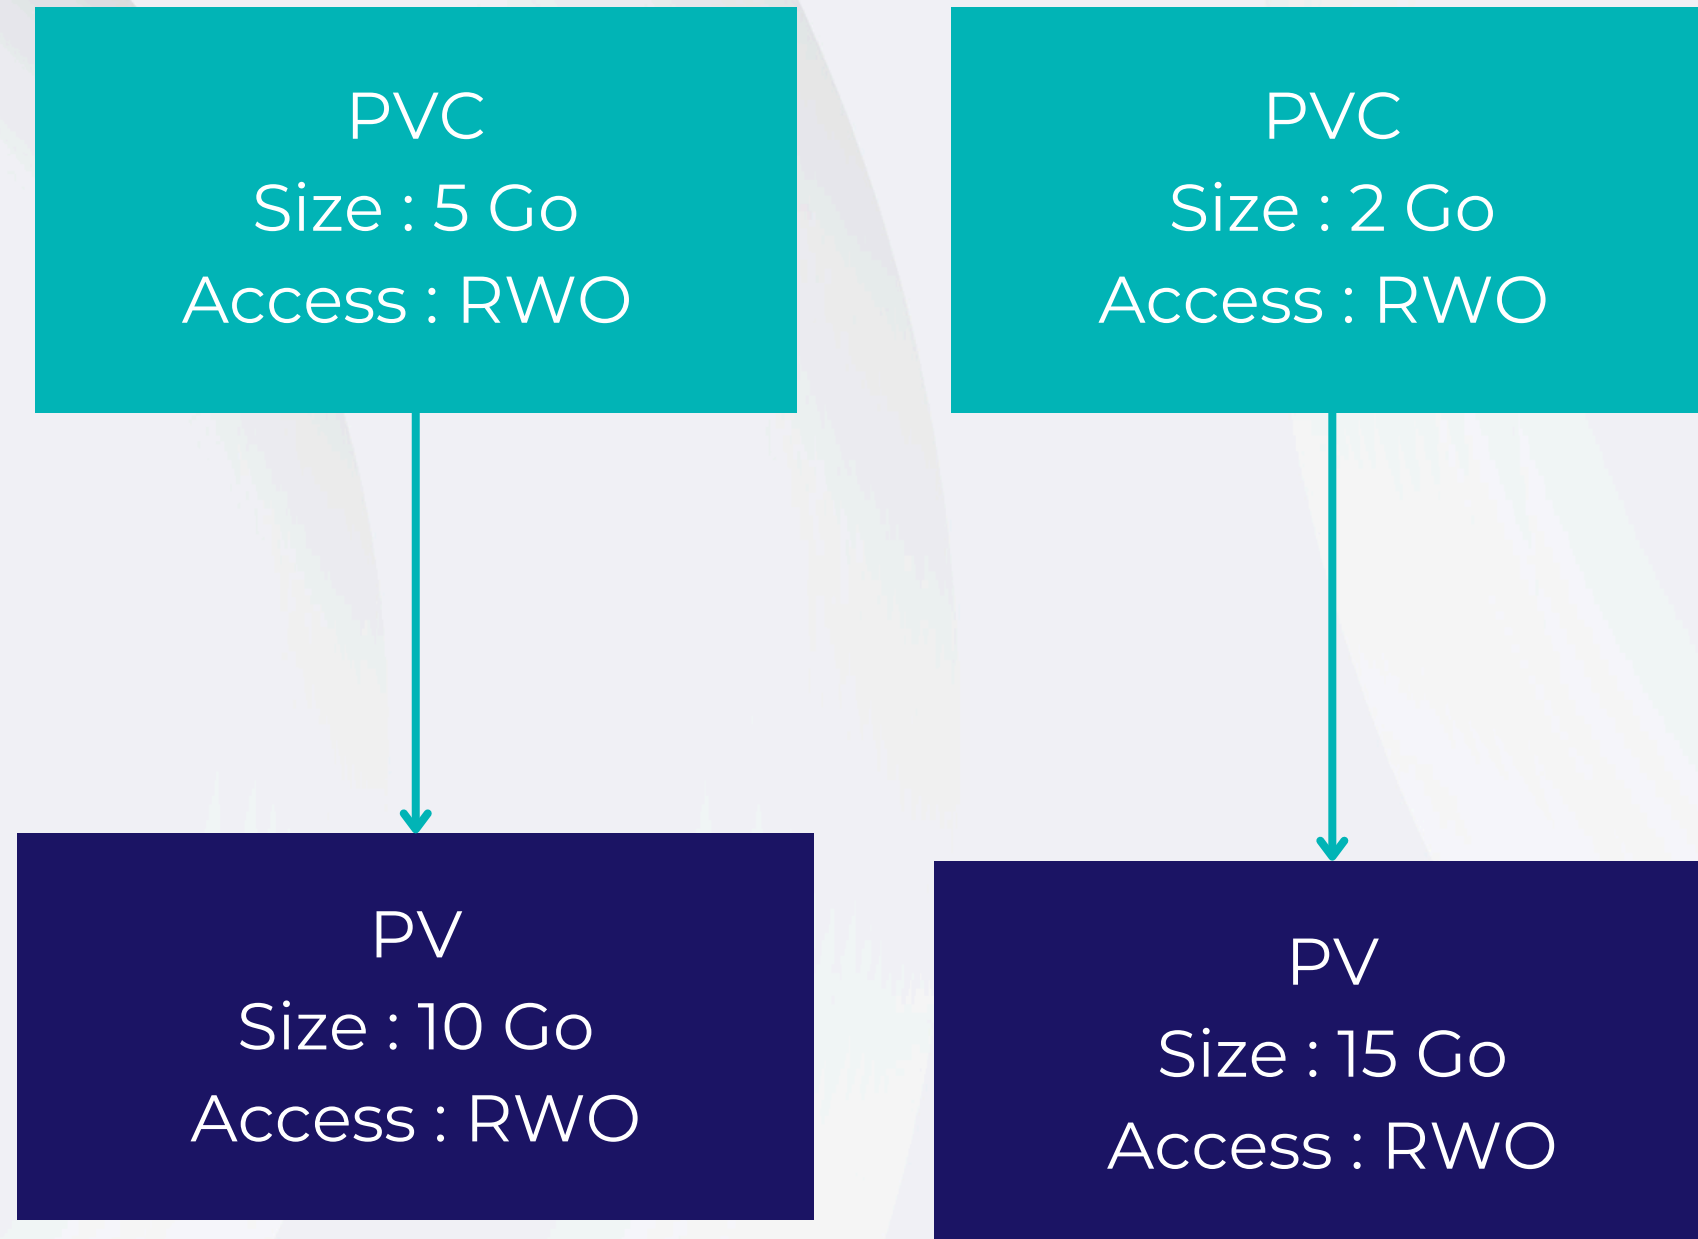 PVC
Size : 5 Go
Access : RWO
PVC
Size : 2 Go
Access : RWO
PV
Size : 10 Go
Access : RWO
PV
Size : 15 Go
Access : RWO